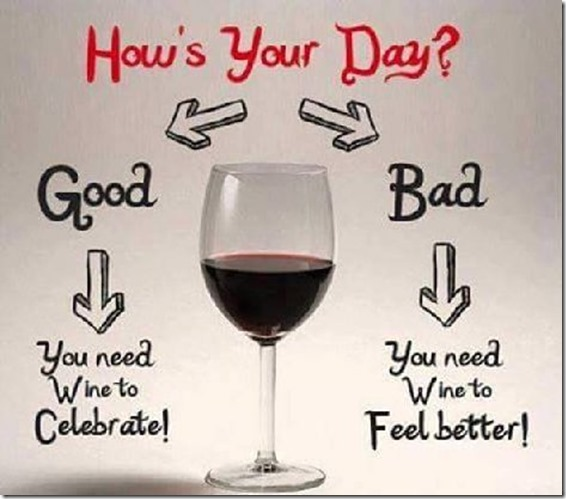 How's Your Day?
Good
Bad
You need
Wine to
Celebrate!
You need
Wine to
Feel better!